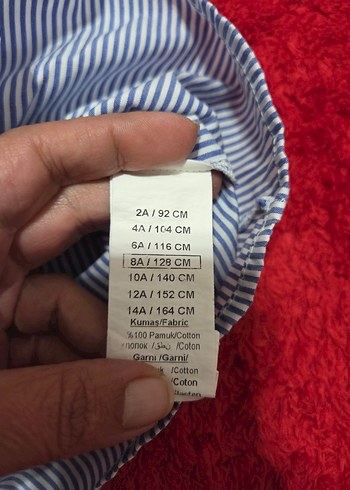 2A / 92 CM
4A / 104 CM
6A / 116 CM
8A / 128 CM
10A / 140 CM
12A / 152 CM
14A / 164 CM
Kumaş/Fabric
%100 Pamuk/Cotton
/Coton
Garni /Garni/
/Cotton
/Coton